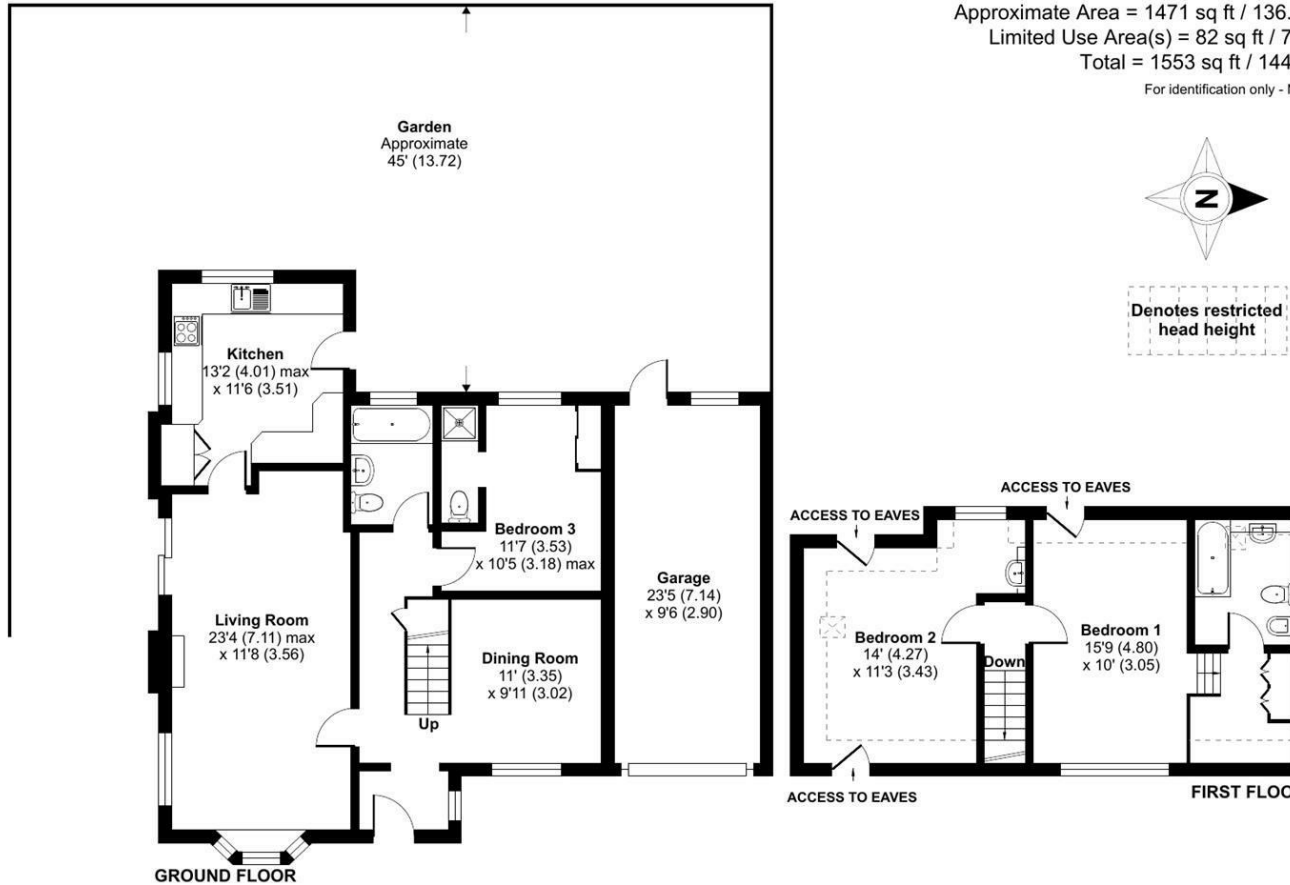 Approximate Area = 1471 sq ft / 136.
Limited Use Area(s) = 82 sq ft / 7
Total = 1553 sq ft / 144
For identification only -
Garden
Approximate
45' (13.72)
N
Denotes restricted
head height
Kitchen
13'2 (4.01) max
x 11'6 (3.51)
Bedroom 3
11'7 (3.53)
x 10'5 (3.18) max
Garage
23'5 (7.14)
x 9'6 (2.90)
Living Room
23'4 (7.11) max
x 11'8 (3.56)
Dining Room
11' (3.35)
x 9'11 (3.02)
Up
GROUND FLOOR
ACCESS TO EAVES
ACCESS TO EAVES
Bedroom 2
14' (4.27)
x 11'3 (3.43)
Down
Bedroom 1
15'9 (4.80)
x 10' (3.05)
ACCESS TO EAVES
FIRST FLOO